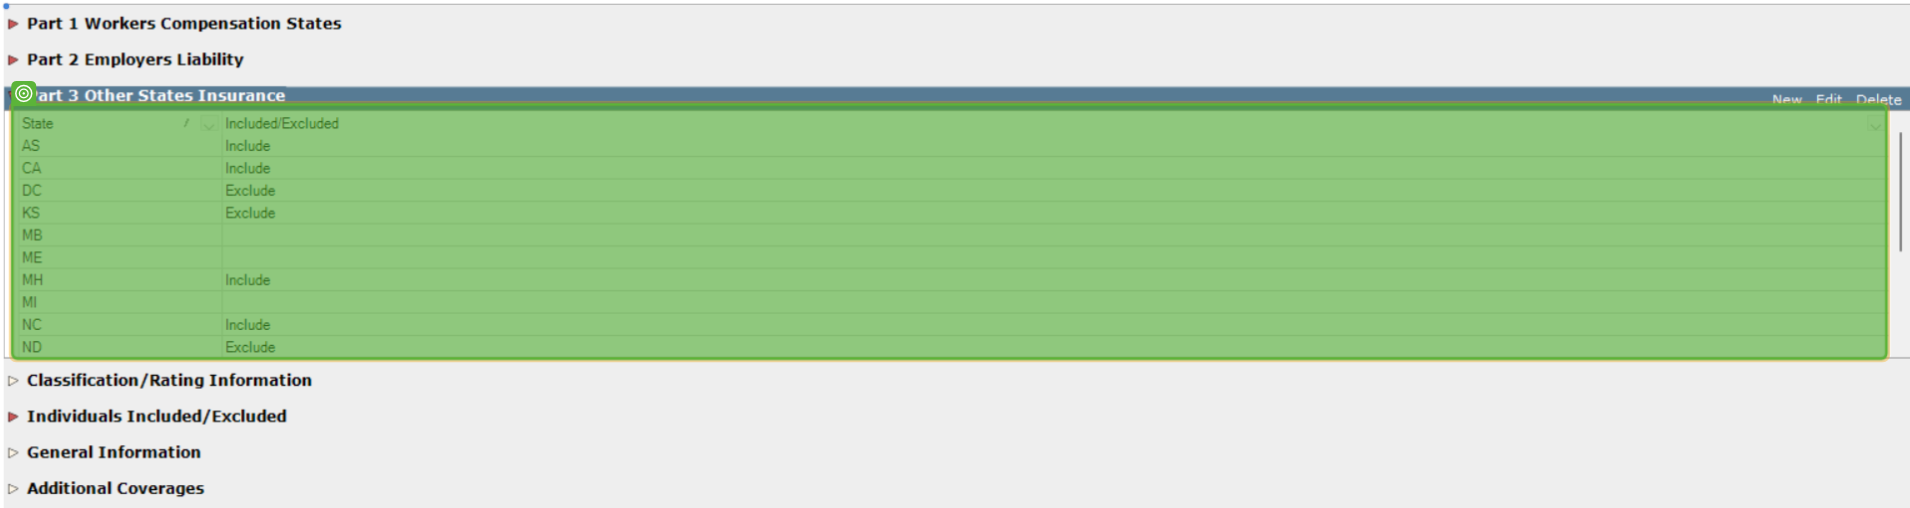 Part 1 Workers Compensation States
Part 2 Employers Liability
Part 3 Other States Insurance
New Edit Delete
State / Included/Excluded
AS Include
CA Include
DC Exclude
KS Exclude
MB
ME
MH Include
MI
NC Include
ND Exclude
Classification/Rating Information
Individuals Included/Excluded
General Information
Additional Coverages